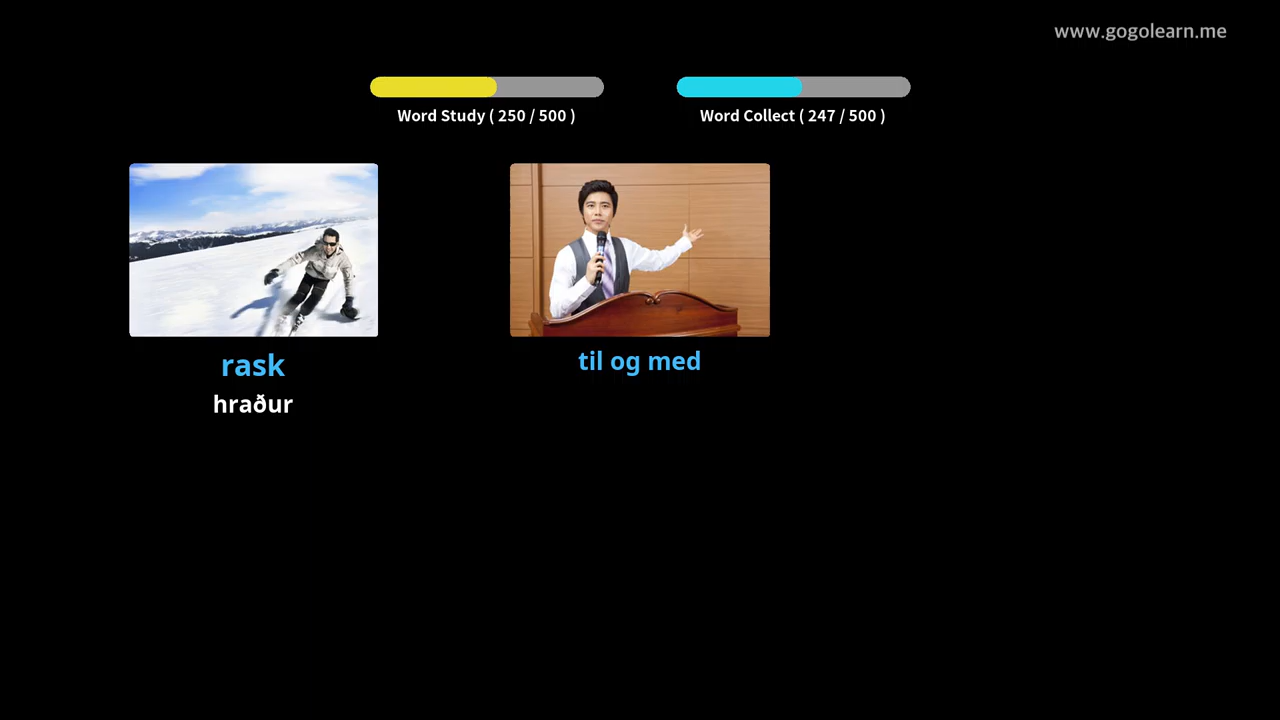 www.gogolearn.me
Word Study ( 250 / 500 )
Word Collect ( 247 / 500 )
rask
hraður
til og med